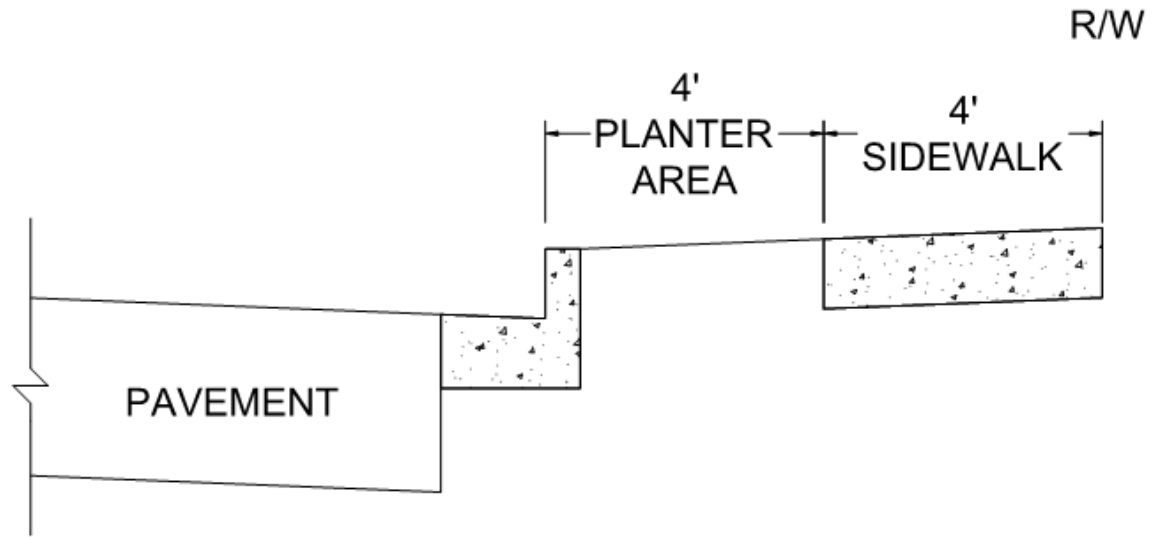 R/W
4'
PLANTER
AREA
4'
SIDEWALK
PAVEMENT